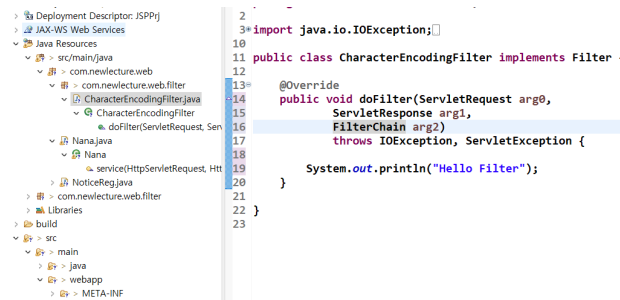 > Deployment Descriptor: JSPPrj
> JAX-WS Web Services
Java Resources
> src/main/java
> com.newlecture.web
> com.newlecture.web.filter
> CharacterEncodingFilter.java
> CharacterEncodingFilter
doFilter(ServletRequest, Serv
> Nana.java
> Nana
service(HttpServletRequest, Htt
> NoticeReg.java
> com.newlecture.web.filter
> Libraries
> build
> src
> main
> java
> webapp
> META-INF
2
3 import java.io.IOException;
10
11 public class CharacterEncodingFilter implements Filter
12
13 @Override
14 public void doFilter(ServletRequest arg0,
15 ServletResponse arg1,
16 FilterChain arg2)
17 throws IOException, ServletException {
18
19 System.out.println("Hello Filter");
20 }
21
22 }
23